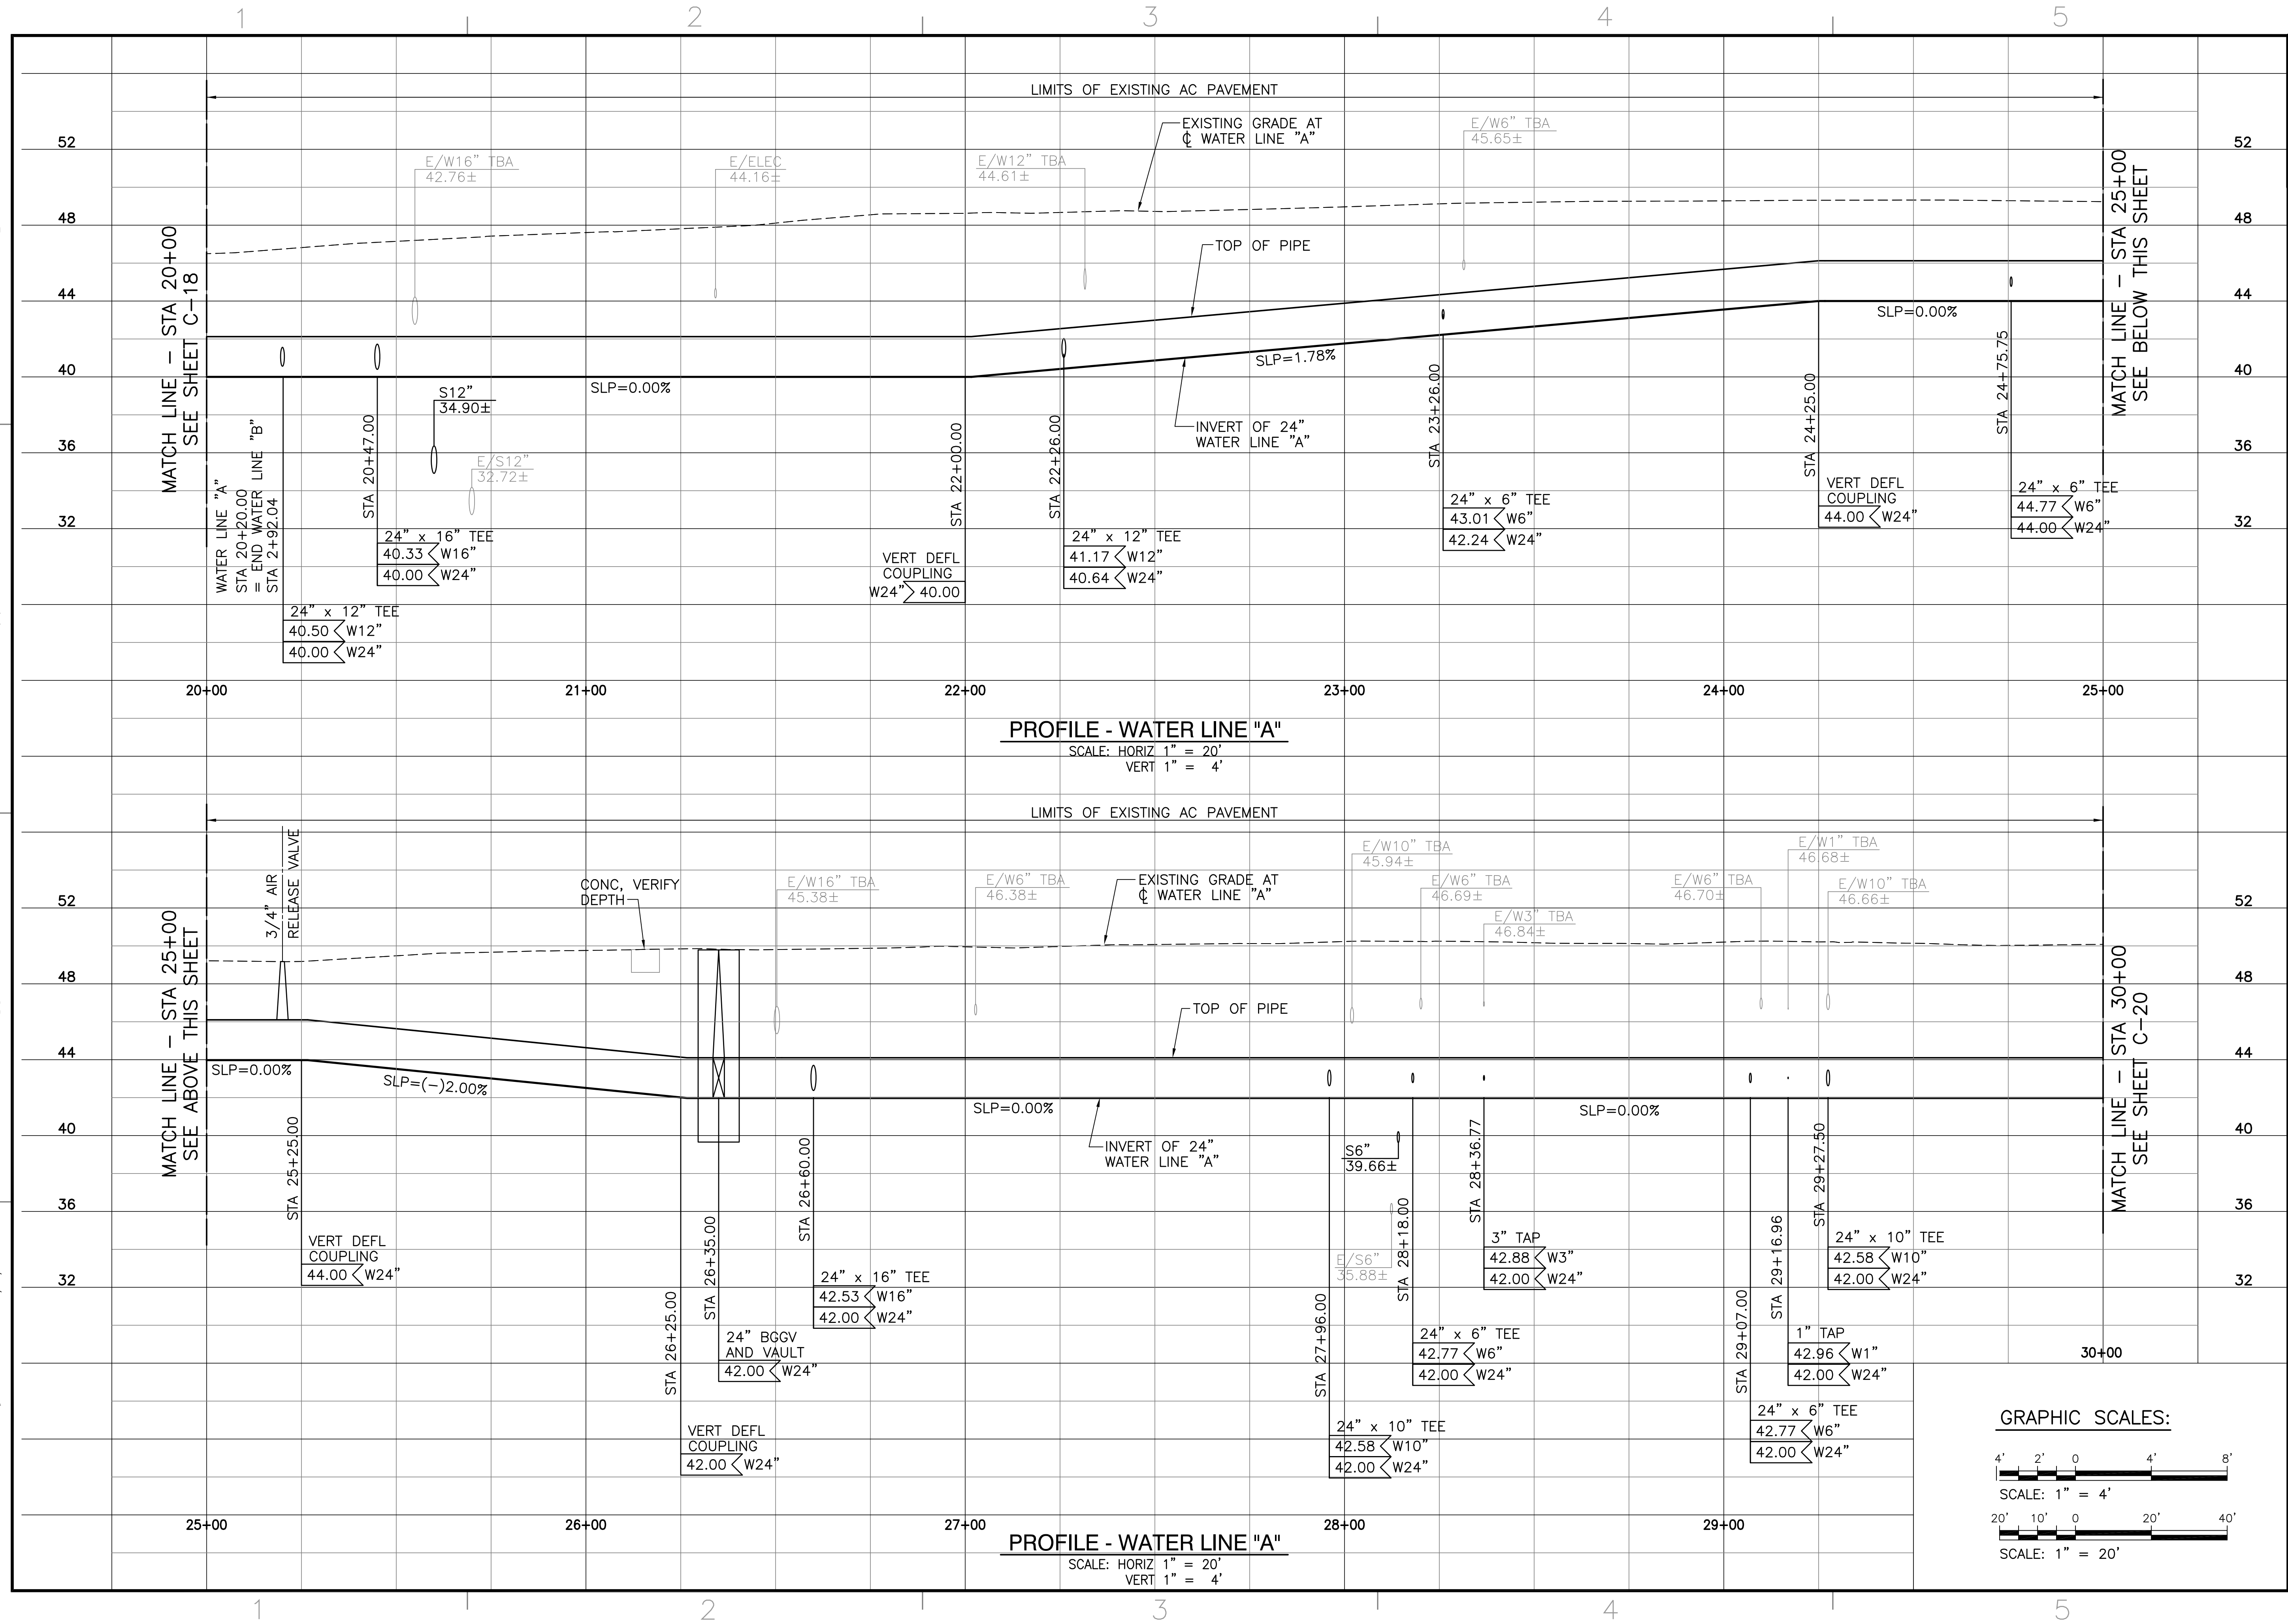 1 2 3 4 5
LIMITS OF EXISTING AC PAVEMENT
EXISTING GRADE AT
℄ WATER LINE "A"
E/W6" TBA
45.65±
52 52
E/W16" TBA
42.76±
E/ELEC
44.16±
E/W12" TBA
44.61±
MATCH LINE - STA 20+00
SEE SHEET C-18
MATCH LINE - STA 25+00
SEE BELOW THIS SHEET
48 48
TOP OF PIPE
44 44
SLP=0.00%
SLP=1.78%
40 40
SLP=0.00%
S12"
34.90±
INVERT OF 24"
WATER LINE "A"
36 36
E/S12"
32.72±
32 32
WATER LINE "A"
STA 20+20.00
= END WATER LINE "B"
STA 2+92.04
24" x 12" TEE
40.50 W12"
40.00 W24"
STA 20+47.00
24" x 16" TEE
40.33 W16"
40.00 W24"
STA 22+00.00
VERT DEFL
COUPLING
W24" 40.00
STA 22+26.00
24" x 12" TEE
41.17 W12"
40.64 W24"
STA 23+26.00
24" x 6" TEE
43.01 W6"
42.24 W24"
STA 24+25.00
VERT DEFL
COUPLING
44.00 W24"
STA 24+75.75
24" x 6" TEE
44.77 W6"
44.00 W24"
20+00 21+00 22+00 23+00 24+00 25+00
PROFILE - WATER LINE "A"
SCALE: HORIZ 1" = 20'
VERT 1" = 4'
LIMITS OF EXISTING AC PAVEMENT
3/4" AIR
RELEASE VALVE
CONC, VERIFY
DEPTH
E/W16" TBA
45.38±
E/W6" TBA
46.38±
EXISTING GRADE AT
℄ WATER LINE "A"
E/W10" TBA
45.94±
E/W6" TBA
46.69±
E/W3" TBA
46.84±
E/W6" TBA
46.70±
E/W1" TBA
46.68±
E/W10" TBA
46.66±
52 52
MATCH LINE - STA 25+00
SEE ABOVE THIS SHEET
MATCH LINE - STA 30+00
SEE SHEET C-20
48 48
TOP OF PIPE
44 44
SLP=0.00%
SLP=(-)2.00%
SLP=0.00%
SLP=0.00%
40 40
INVERT OF 24"
WATER LINE "A"
S6"
39.66±
36 36
E/S6"
35.88±
32 32
STA 25+25.00
VERT DEFL
COUPLING
44.00 W24"
STA 26+25.00
VERT DEFL
COUPLING
42.00 W24"
STA 26+35.00
24" BGGV
AND VAULT
42.00 W24"
STA 26+60.00
24" x 16" TEE
42.53 W16"
42.00 W24"
STA 27+96.00
24" x 10" TEE
42.58 W10"
42.00 W24"
STA 28+18.00
24" x 6" TEE
42.77 W6"
42.00 W24"
STA 28+36.77
3" TAP
42.88 W3"
42.00 W24"
STA 29+07.00
24" x 6" TEE
42.77 W6"
42.00 W24"
STA 29+16.96
1" TAP
42.96 W1"
42.00 W24"
STA 29+27.50
24" x 10" TEE
42.58 W10"
42.00 W24"
30+00
25+00 26+00 27+00 28+00 29+00
PROFILE - WATER LINE "A"
SCALE: HORIZ 1" = 20'
VERT 1" = 4'
GRAPHIC SCALES:
4' 2' 0 4' 8'
SCALE: 1" = 4'
20' 10' 0 20' 40'
SCALE: 1" = 20'
1 2 3 4 5